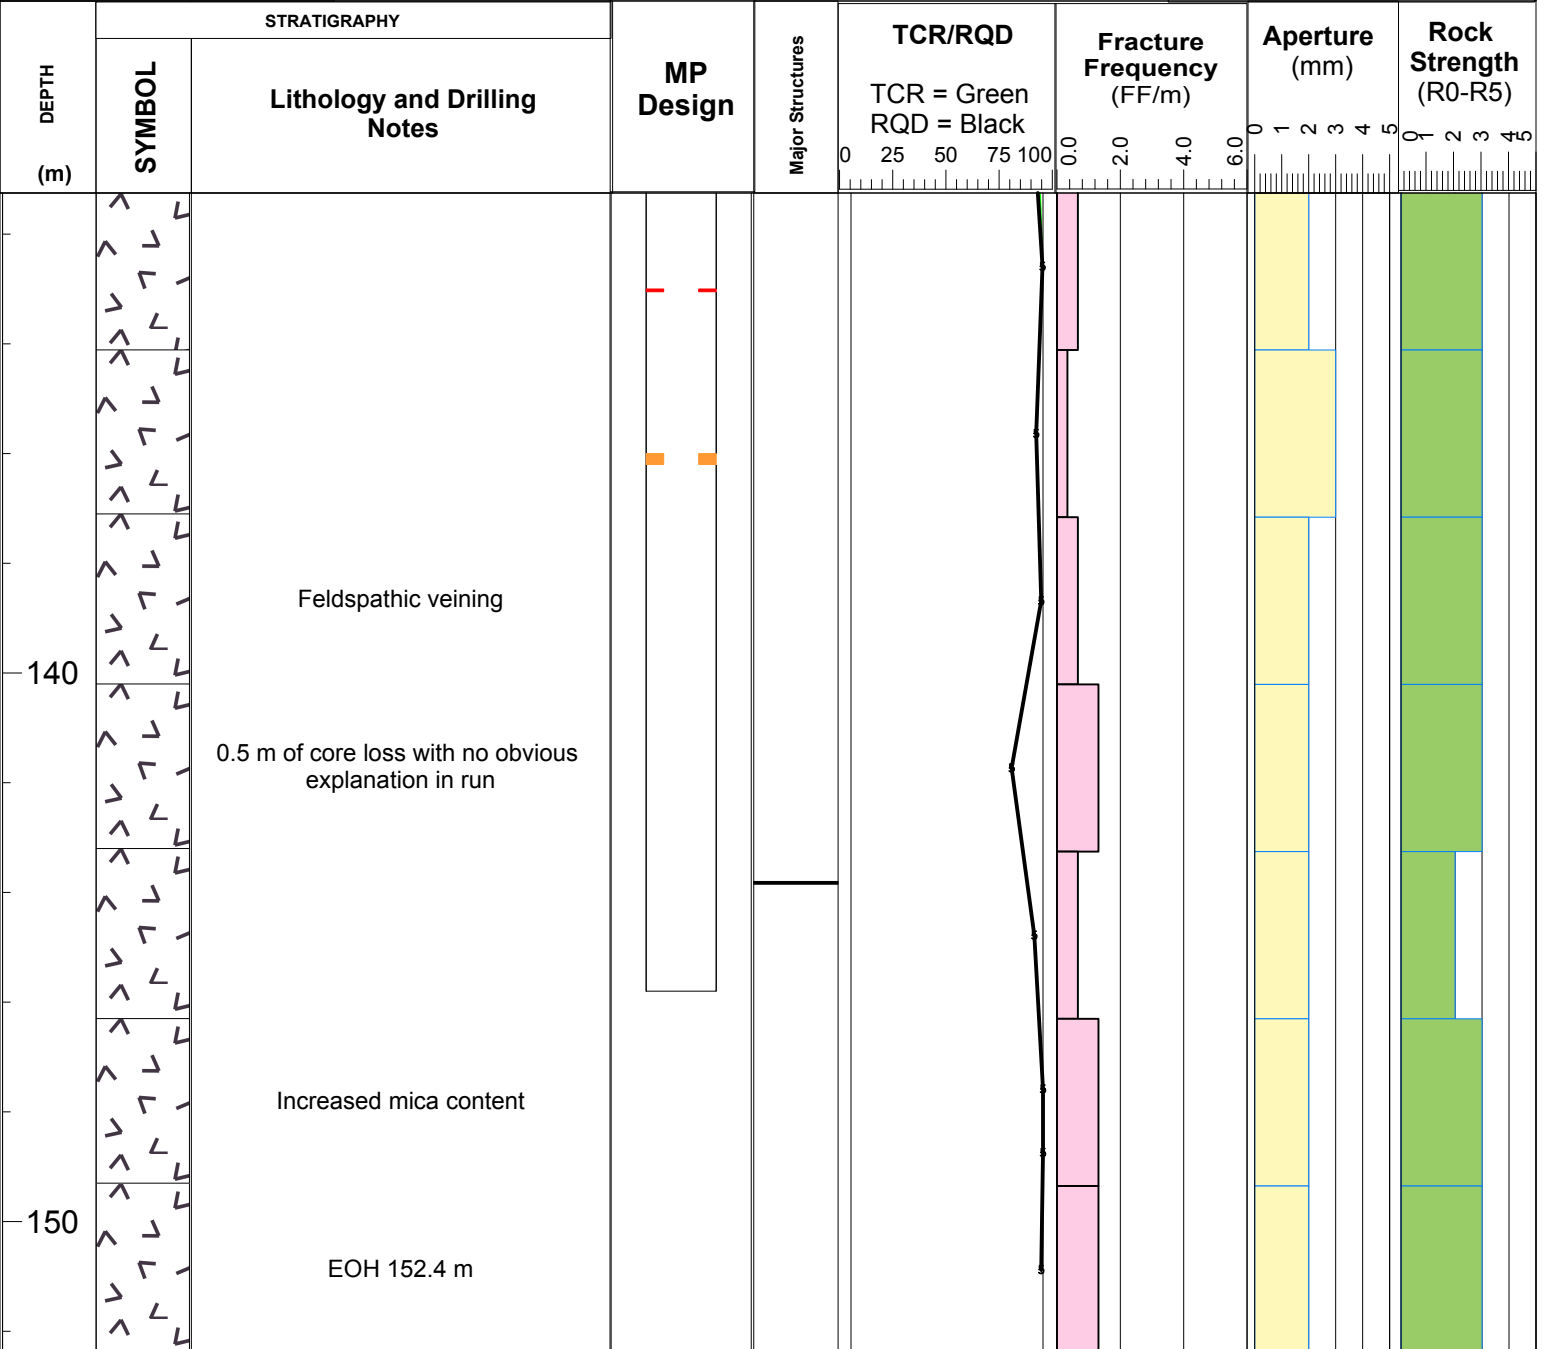 STRATIGRAPHY
DEPTH
(m)
SYMBOL
Lithology and Drilling
Notes
MP
Design
Major Structures
TCR/RQD
TCR = Green
RQD = Black
0 25 50 75 100
Fracture
Frequency
(FF/m)
0.0 2.0 4.0 6.0
Aperture
(mm)
0 1 2 3 4 5
Rock
Strength
(R0-R5)
0 1 2 3 4 5
Feldspathic veining
140
0.5 m of core loss with no obvious
explanation in run
Increased mica content
150
EOH 152.4 m